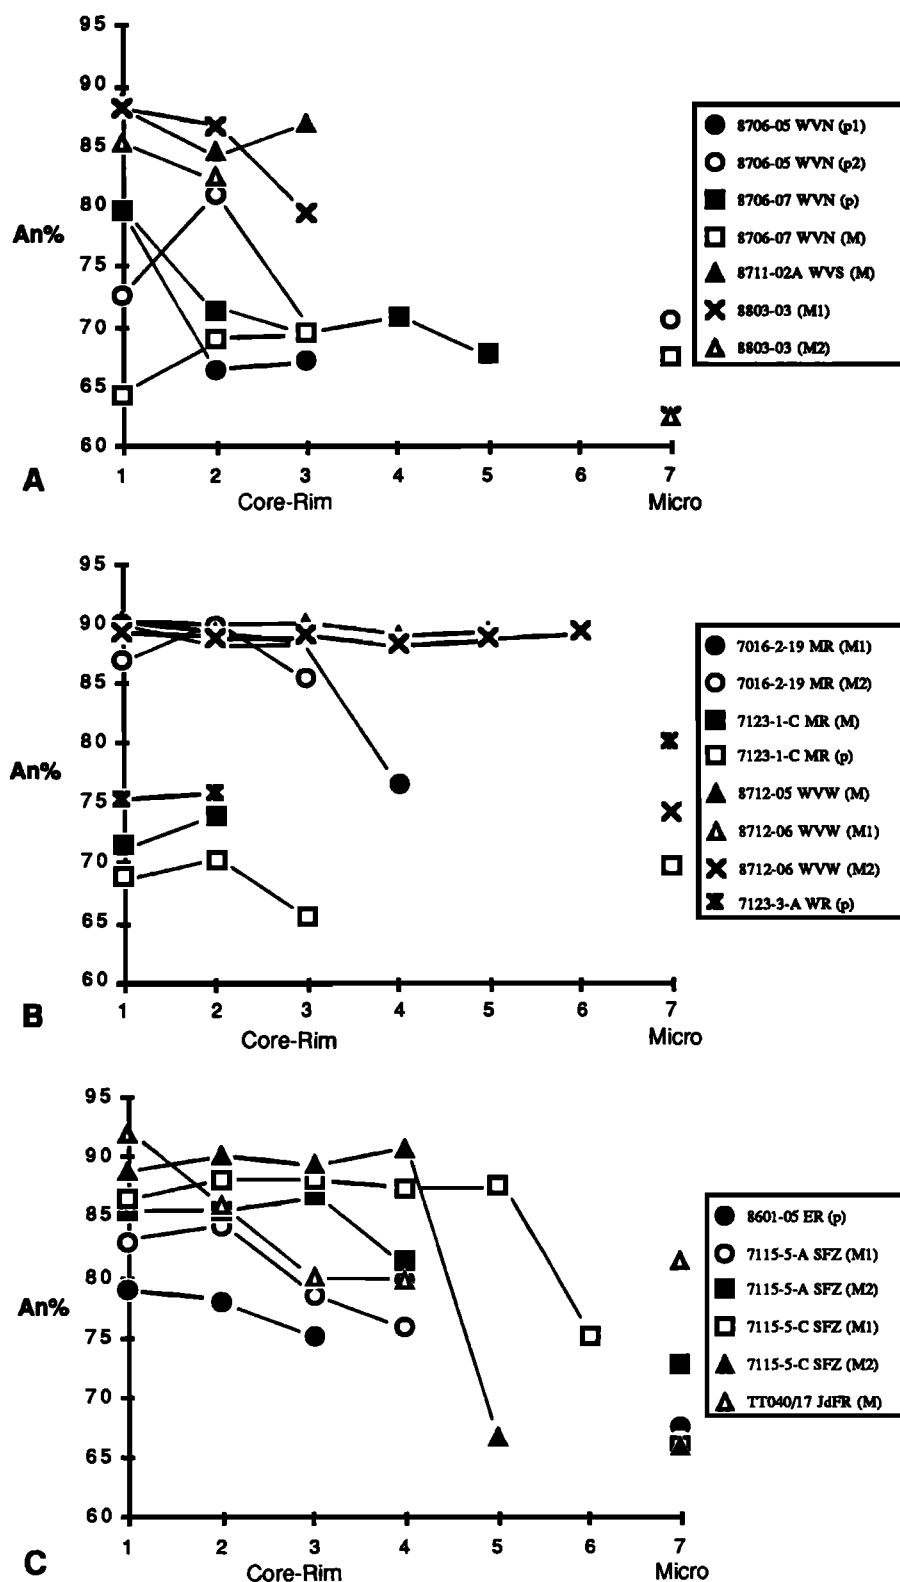 95
90
85
80
An%
75
70
65
60
1 2 3 4 5 6 7
A
Core-Rim Micro
8706-05 WVN (p1)
8706-05 WVN (p2)
8706-07 WVN (p)
8706-07 WVN (M)
8711-02A WVS (M)
8803-03 (M1)
8803-03 (M2)
95
90
85
80
An%
75
70
65
60
1 2 3 4 5 6 7
B
Core-Rim Micro
7016-2-19 MR (M1)
7016-2-19 MR (M2)
7123-1-C MR (M)
7123-1-C MR (p)
8712-05 WVW (M)
8712-06 WVW (M1)
8712-06 WVW (M2)
7123-3-A WR (p)
95
90
85
80
An%
75
70
65
60
1 2 3 4 5 6 7
C
Core-Rim Micro
8601-05 ER (p)
7115-5-A SFZ (M1)
7115-5-A SFZ (M2)
7115-5-C SFZ (M1)
7115-5-C SFZ (M2)
TT040/17 JdFR (M)